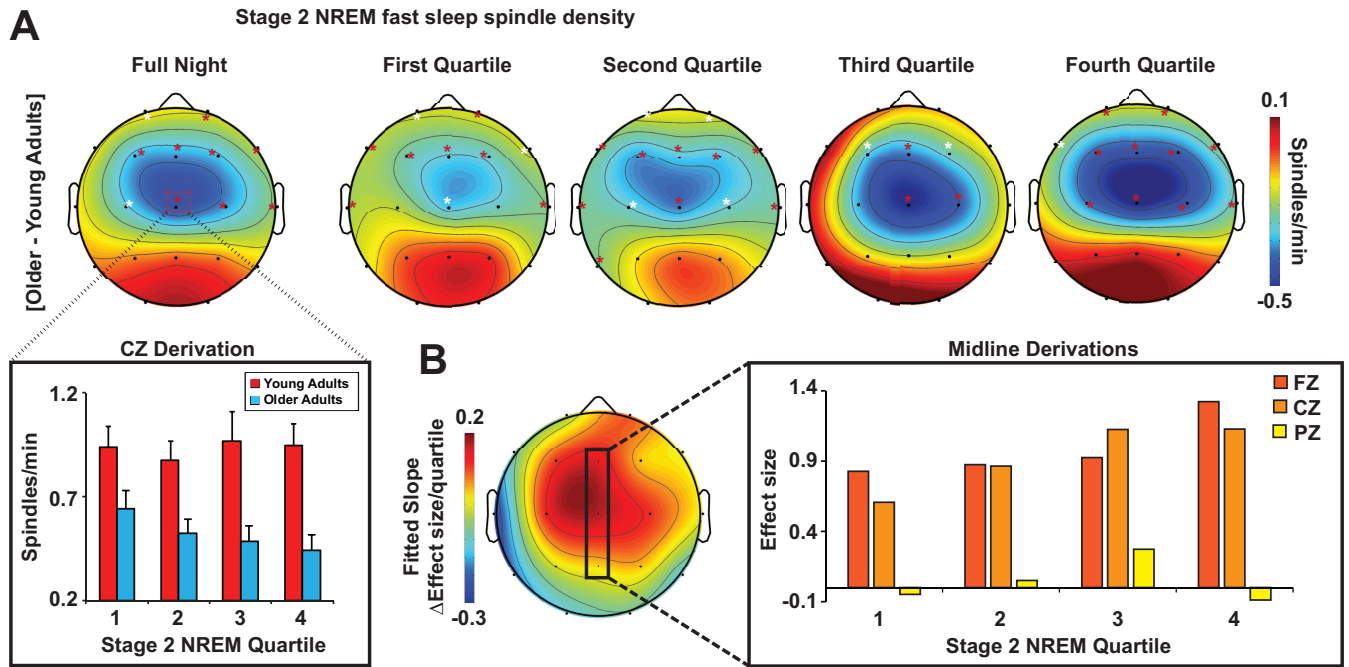 A
Stage 2 NREM fast sleep spindle density
Full Night
First Quartile
Second Quartile
Third Quartile
Fourth Quartile
[Older - Young Adults]
0.1
Spindles/min
-0.5
CZ Derivation
Young Adults
Older Adults
1.2
0.7
0.2
Spindles/min
1 2 3 4
Stage 2 NREM Quartile
B
0.2
Fitted Slope
ΔEffect size/quartile
-0.3
Midline Derivations
FZ
CZ
PZ
1.4
0.9
0.4
-0.1
Effect size
1 2 3 4
Stage 2 NREM Quartile